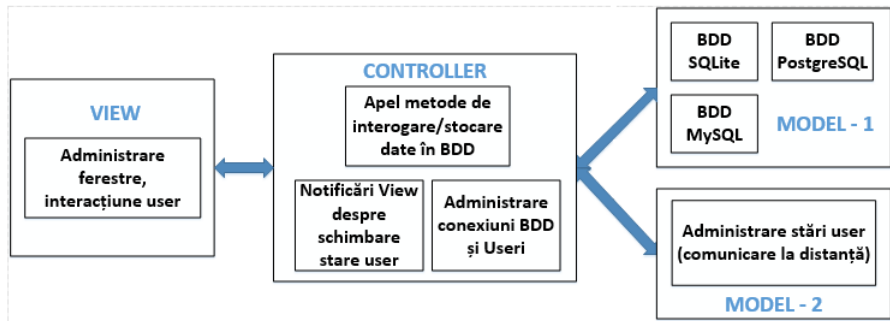 VIEW
Administrare
ferestre,
interacțiune user
CONTROLLER
Apel metode de
interogare/stocare
date în BDD
Notificări View
despre
schimbare
stare user
Administrare
conexiuni BDD
și Useri
BDD
SQLite
BDD
PostgreSQL
BDD
MySQL
MODEL - 1
Administrare stări user
(comunicare la distanță)
MODEL - 2